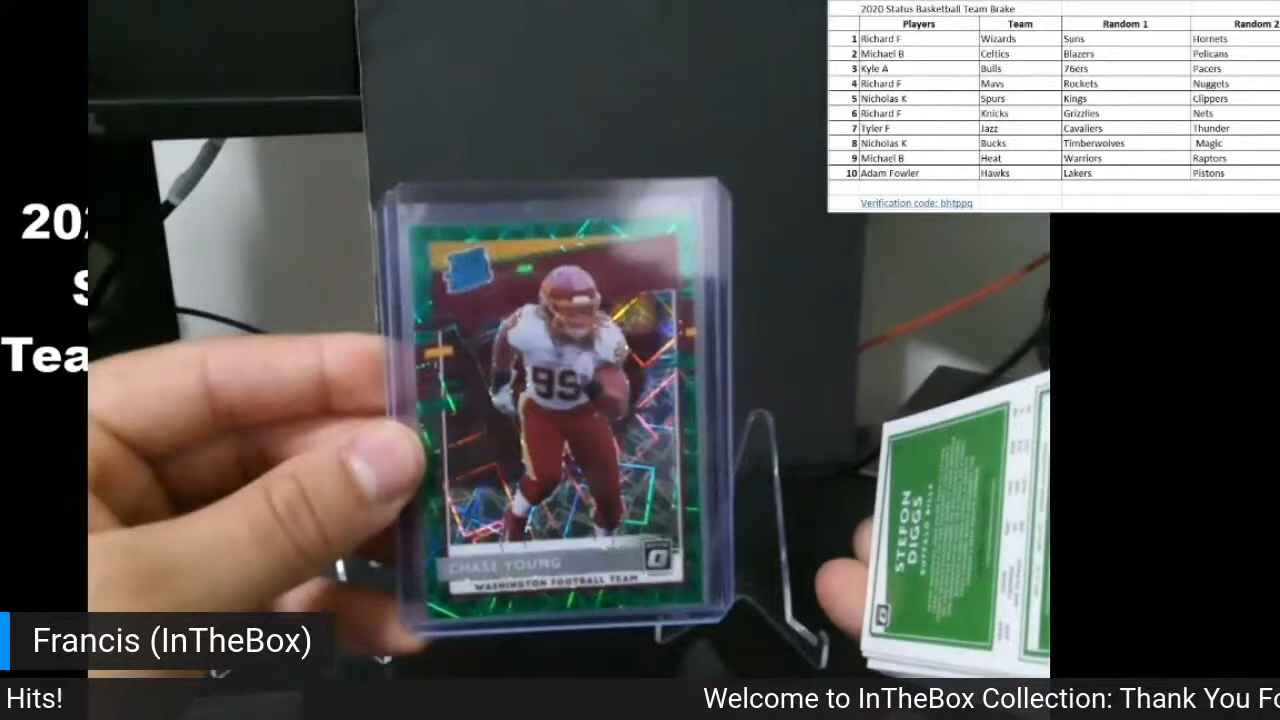 2020 Status Basketball Team Brake
Players Team Random 1 Random 2
1 Richard F Wizards Suns Hornets
2 Michael B Celtics Blazers Pelicans
3 Kyle A Bulls 76ers Pacers
4 Richard F Mavs Rockets Nuggets
5 Nicholas K Spurs Kings Clippers
6 Richard F Knicks Grizzlies Nets
7 Tyler F Jazz Cavaliers Thunder
8 Nicholas K Bucks Timberwolves Magic
9 Michael B Heat Warriors Raptors
10 Adam Fowler Hawks Lakers Pistons
Verification code: bhtppq
202
S
Tea
99
CHASE YOUNG
WASHINGTON FOOTBALL TEAM
STEFON
DIGGS
BUFFALO BILLS
Francis (InTheBox)
Hits!
Welcome to InTheBox Collection: Thank You Fo